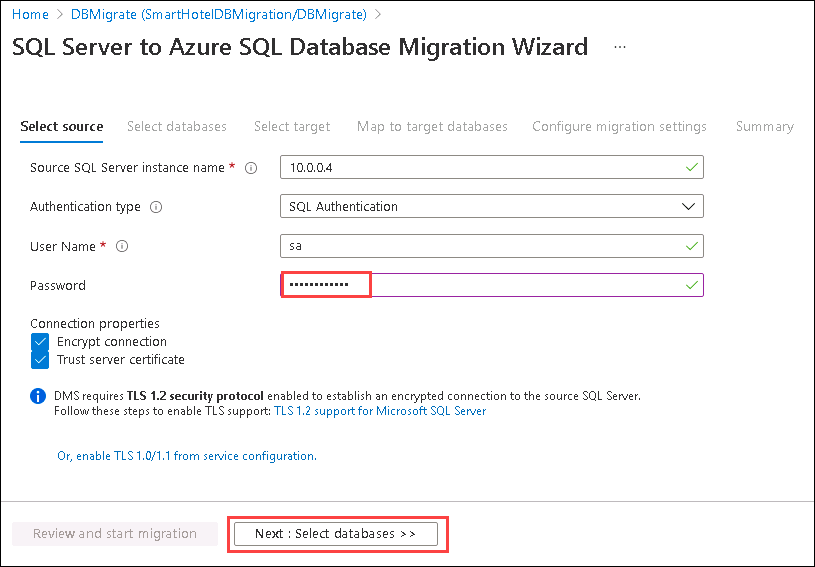 Home > DBMigrate (SmartHotelDBMigration/DBMigrate) >
SQL Server to Azure SQL Database Migration Wizard ...
Select source Select databases Select target Map to target databases Configure migration settings Summary
Source SQL Server instance name * 10.0.0.4
Authentication type SQL Authentication
User Name * sa
Password ••••••••••••
Connection properties
Encrypt connection
Trust server certificate
DMS requires TLS 1.2 security protocol enabled to establish an encrypted connection to the source SQL Server.
Follow these steps to enable TLS support: TLS 1.2 support for Microsoft SQL Server
Or, enable TLS 1.0/1.1 from service configuration.
Review and start migration Next : Select databases >>